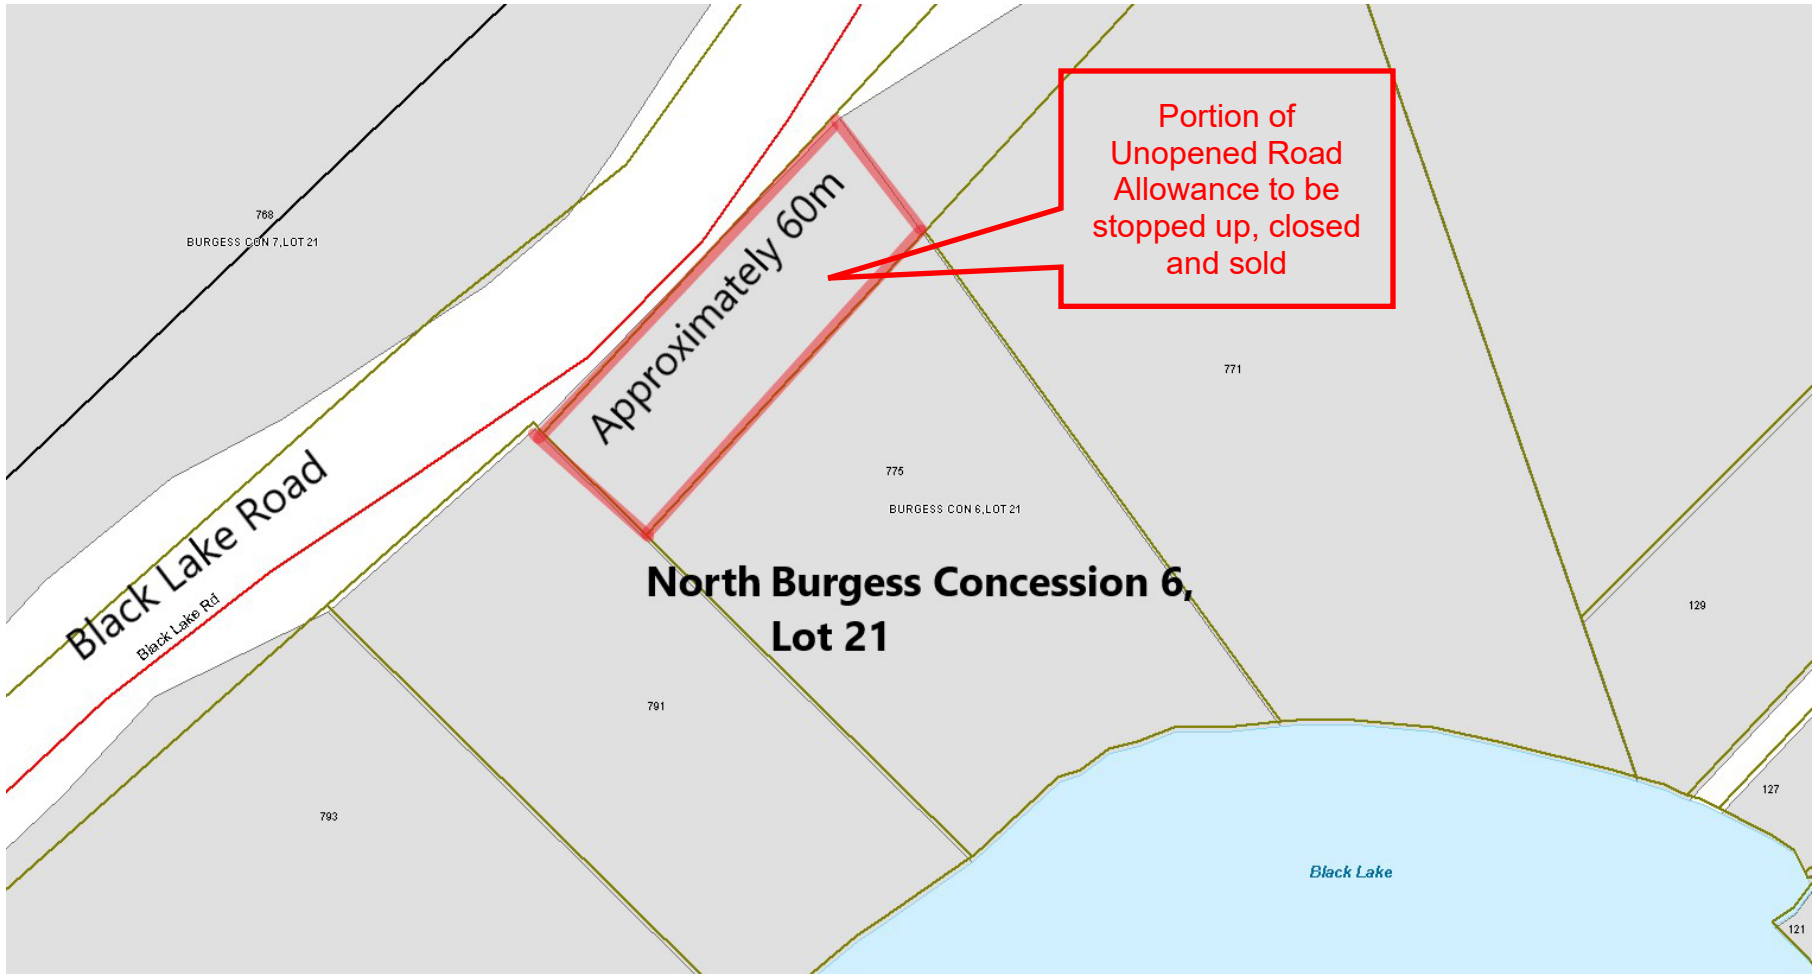 Portion of
Unopened Road
Allowance to be
stopped up, closed
and sold
768
BURGESS CON 7,LOT 21
Approximately 60m
771
775
BURGESS CON 6,LOT 21
North Burgess Concession 6,
Lot 21
Black Lake Road
Black Lake Rd
129
791
127
793
Black Lake
121